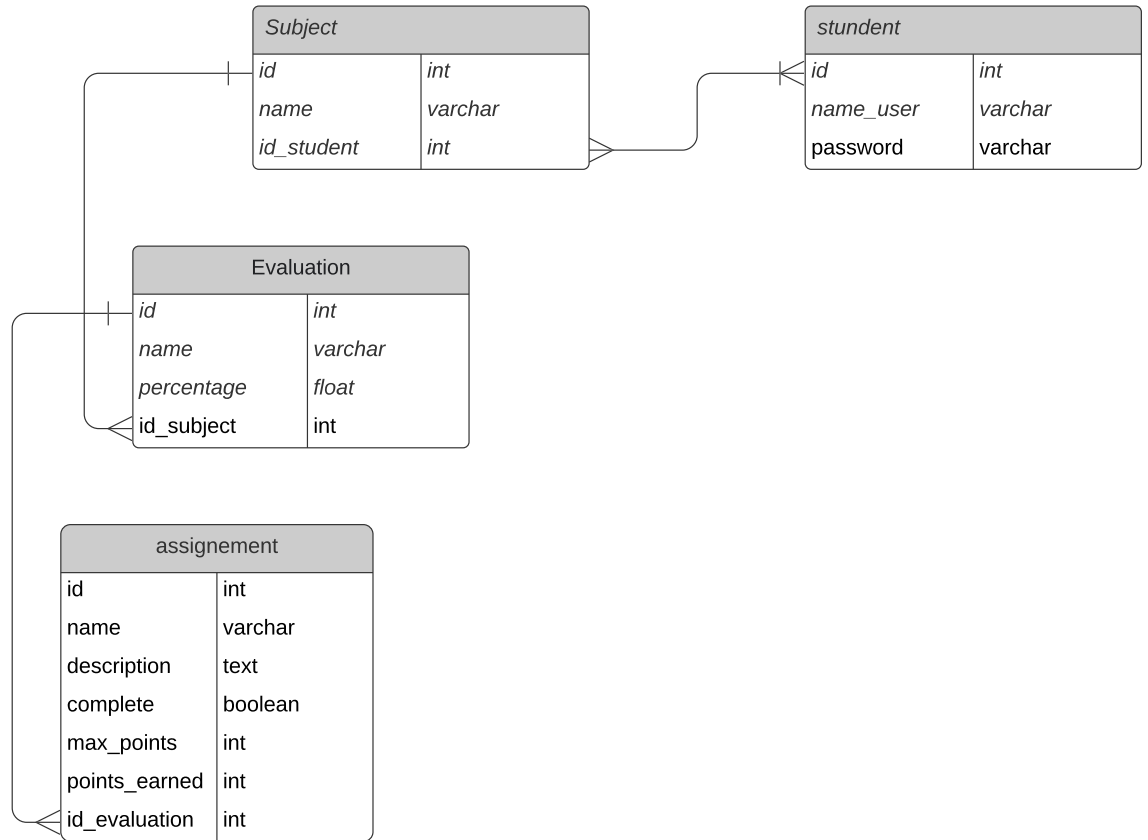 Subject
id int
name varchar
id_student int
stundent
id int
name_user varchar
password varchar
Evaluation
id int
name varchar
percentage float
id_subject int
assignement
id int
name varchar
description text
complete boolean
max_points int
points_earned int
id_evaluation int